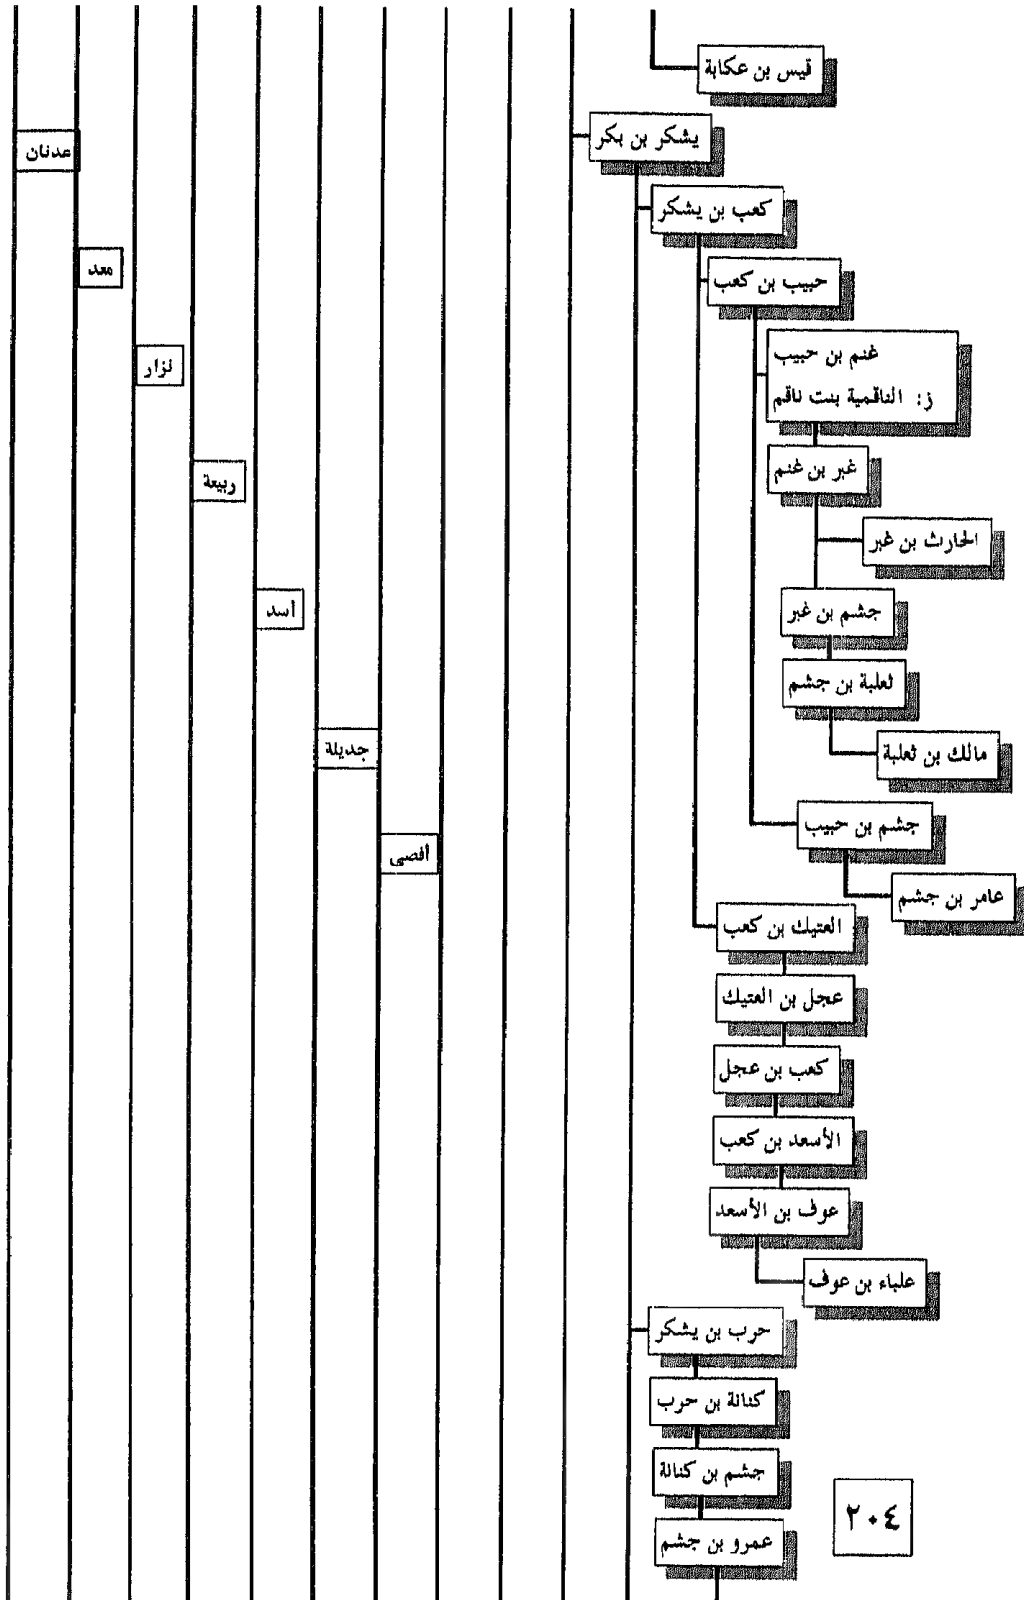 قيس بن عكابة
يشكر بن بكر
عدنان
كعب بن يشكر
معد
حبيب بن كعب
غنم بن حبيب
ز: الناقمية بنت ناقم
نزار
غبر بن غنم
ربيعة
الحارث بن غبر
جشم بن غبر
أسد
ثعلبة بن جشم
جديلة
مالك بن ثعلبة
جشم بن حبيب
أفصى
عامر بن جشم
العتيك بن كعب
عجل بن العتيك
كعب بن عجل
الأسعد بن كعب
عوف بن الأسعد
علباء بن عوف
حرب بن يشكر
كنانة بن حرب
جشم بن كنانة
عمرو بن جشم
٢٠٤